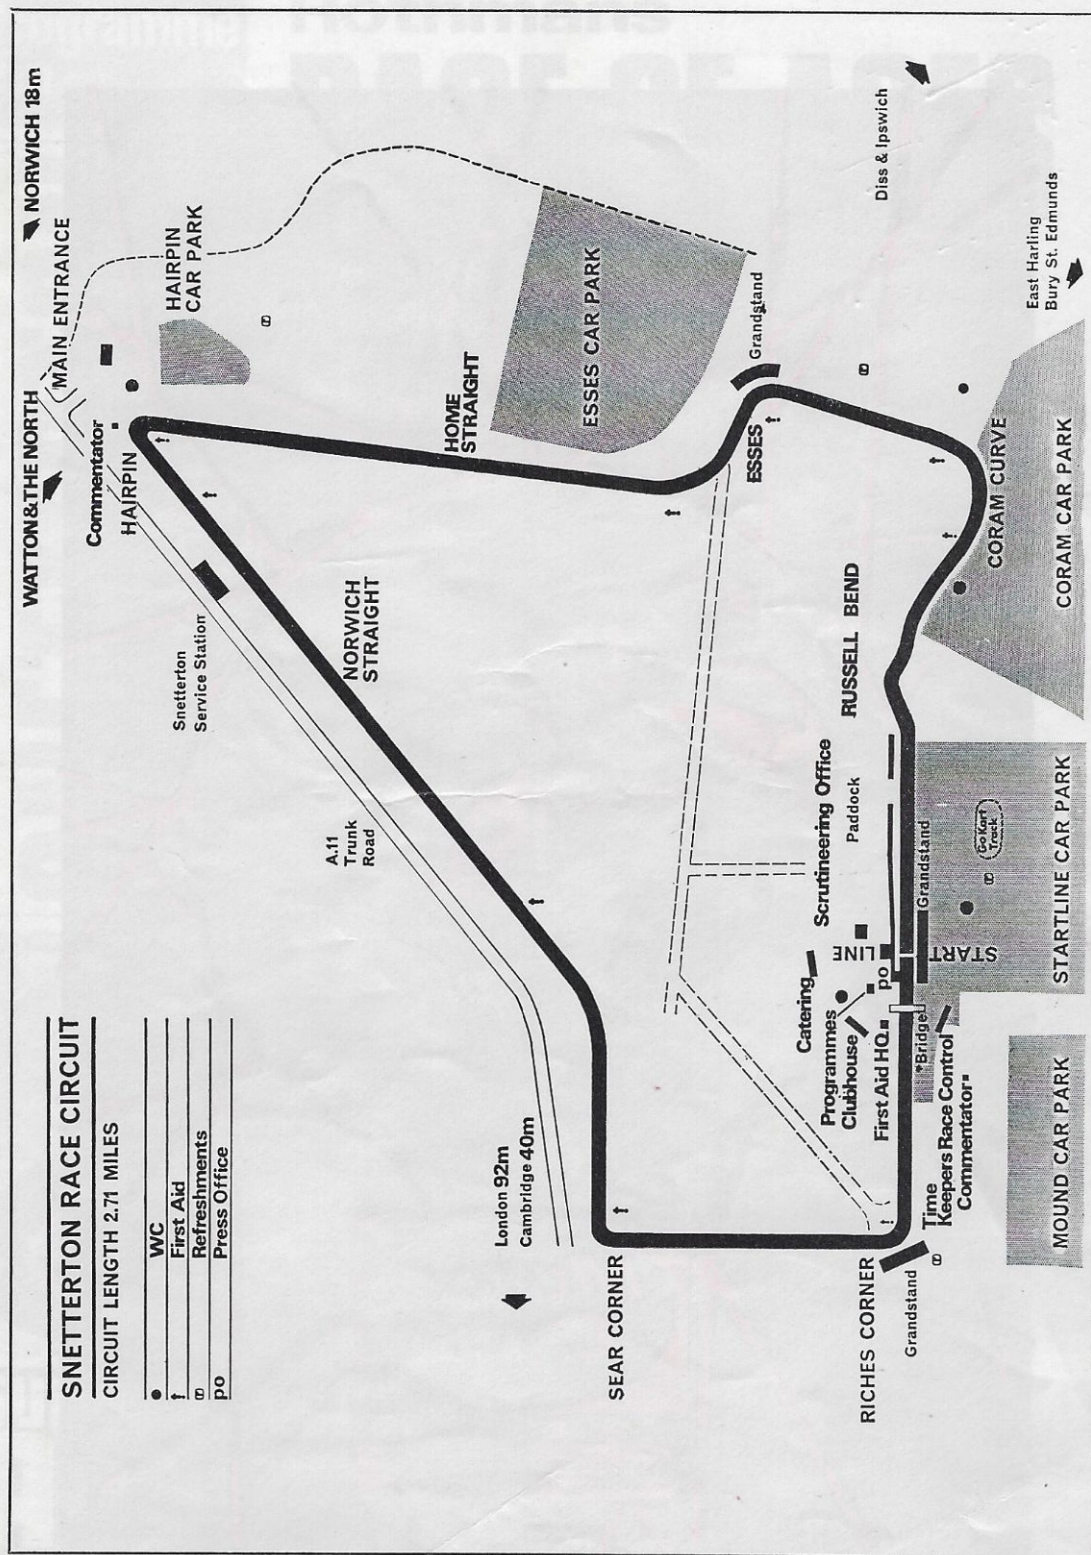 SNETTERTON RACE CIRCUIT
CIRCUIT LENGTH 2.71 MILES
WC
First Aid
Refreshments
po Press Office
WATTON&THE NORTH
NORWICH 18m
MAIN ENTRANCE
Commentator
HAIRPIN
HAIRPIN
CAR PARK
Snetterton
Service Station
NORWICH
STRAIGHT
HOME
STRAIGHT
A.11
Trunk
Road
London 92m
Cambridge 40m
ESSES CAR PARK
Grandstand
ESSES
Diss & Ipswich
East Harling
Bury St. Edmunds
SEAR CORNER
RICHES CORNER
Grandstand
Catering
Programmes
Clubhouse
First Aid HQ
Scrutineering Office
Paddock
RUSSELL BEND
CORAM CURVE
CORAM CAR PARK
po
LINE
START
Grandstand
Bridge
Go Kart
Track
Time
Keepers Race Control
Commentator
MOUND CAR PARK
STARTLINE CAR PARK